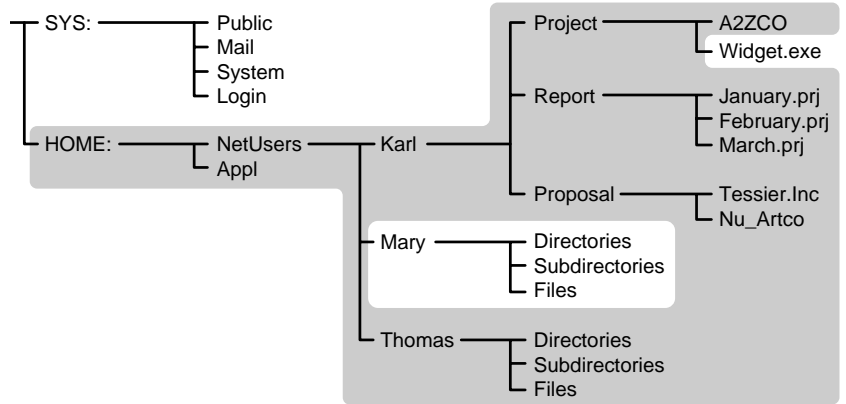 SYS: Public Project A2ZCO
Mail Widget.exe
System
Login Report January.prj
February.prj
HOME: NetUsers Karl March.prj
Appl
Proposal Tessier.Inc
Nu_Artco
Mary Directories
Subdirectories
Files
Thomas Directories
Subdirectories
Files